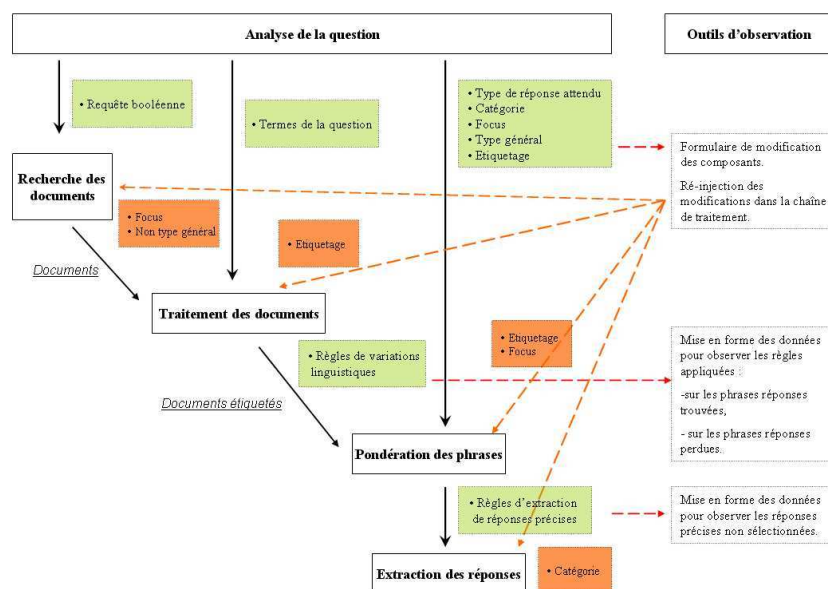 Analyse de la question
Outils d'observation
• Requête booléenne
• Termes de la question
• Type de réponse attendu
• Catégorie
• Focus
• Type général
• Etiquetage
Formulaire de modification
des composants.
Ré-injection des
modifications dans la chaîne
de traitement.
Recherche des
documents
• Focus
• Non type général
• Etiquetage
Documents
Traitement des documents
• Etiquetage
• Focus
• Règles de variations
linguistiques
Mise en forme des données
pour observer les règles
appliquées :
-sur les phrases réponses
trouvées,
- sur les phrases réponses
perdues.
Documents étiquetés
Pondération des phrases
• Règles d'extraction
de réponses précises
Mise en forme des données
pour observer les réponses
précises non sélectionnées.
Extraction des réponses
• Catégorie